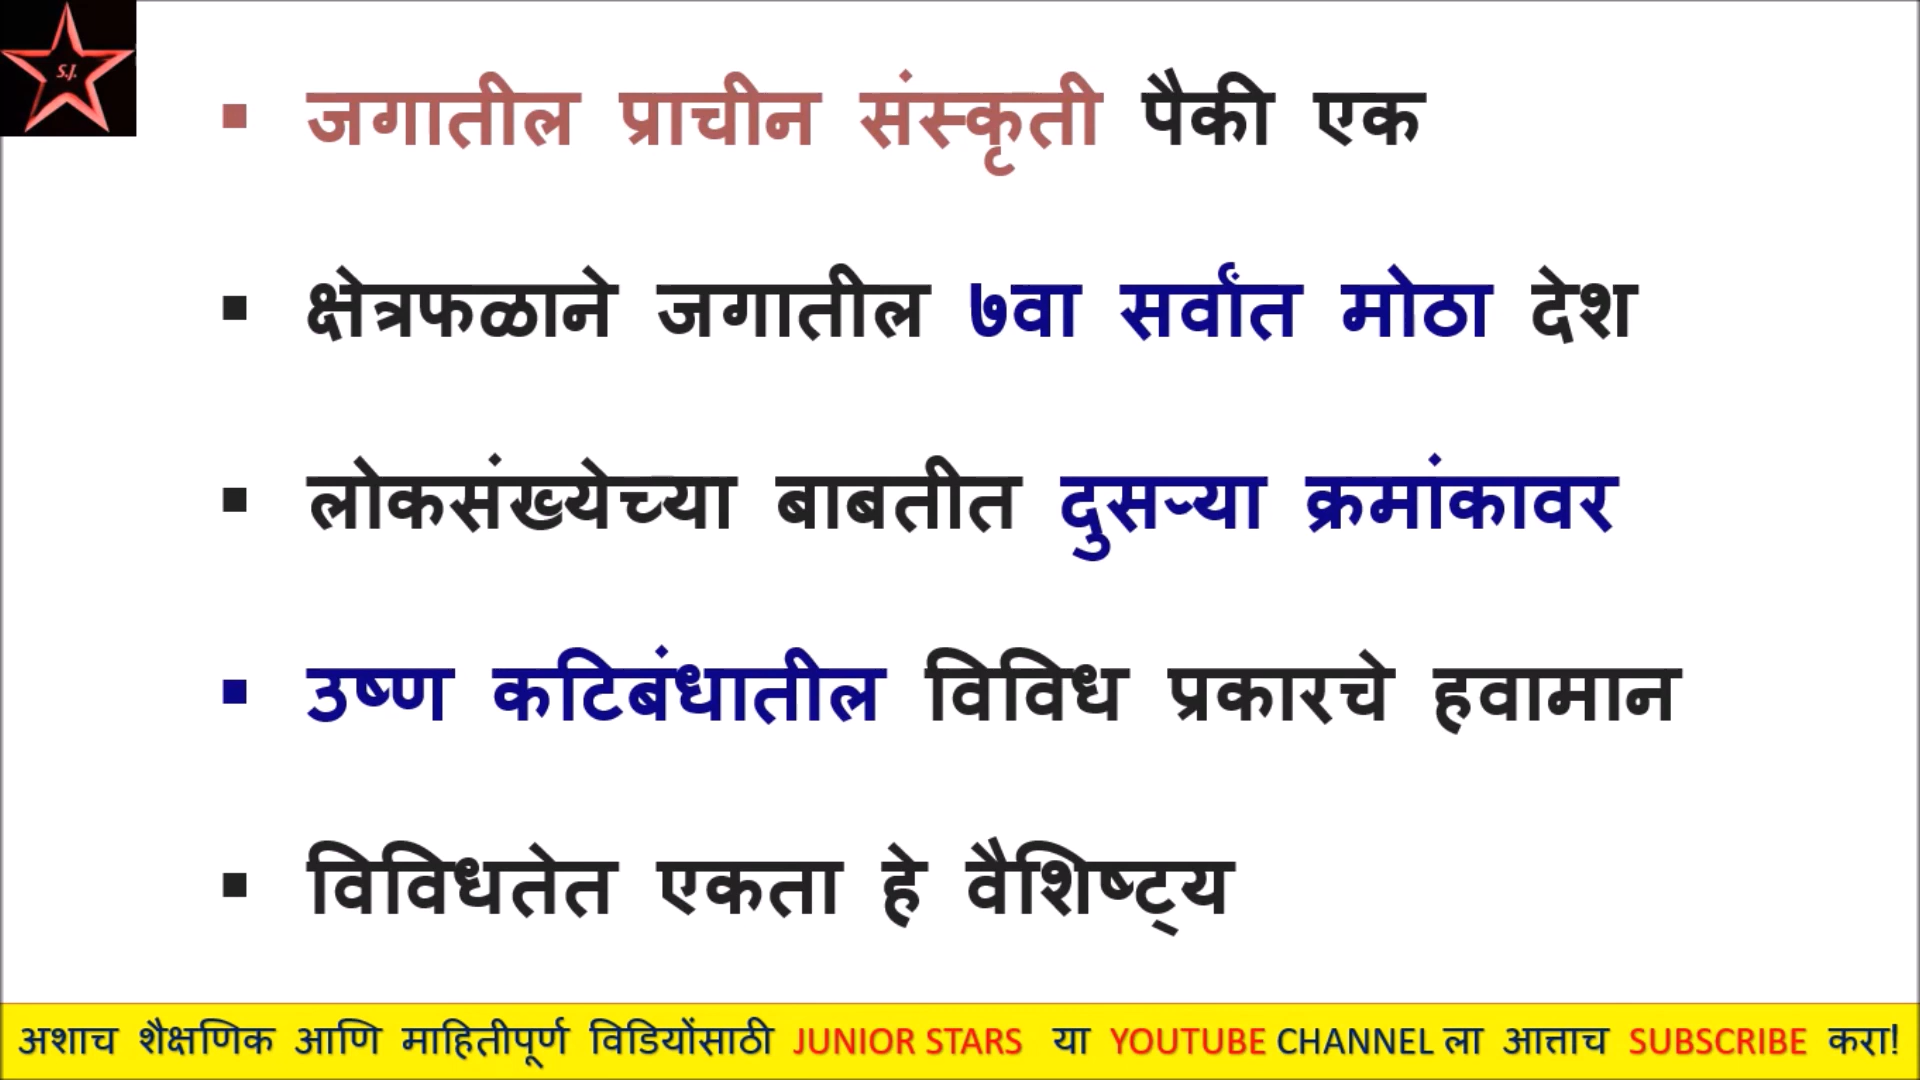 S.J.
▪ जगातील प्राचीन संस्कृती पैकी एक
▪ क्षेत्रफळाने जगातील ७वा सर्वांत मोठा देश
▪ लोकसंख्येच्या बाबतीत दुसऱ्या क्रमांकावर
▪ उष्ण कटिबंधातील विविध प्रकारचे हवामान
▪ विविधतेत एकता हे वैशिष्ट्य
अशाच शैक्षणिक आणि माहितीपूर्ण विडियोंसाठी JUNIOR STARS या YOUTUBE CHANNEL ला आत्ताच SUBSCRIBE करा!